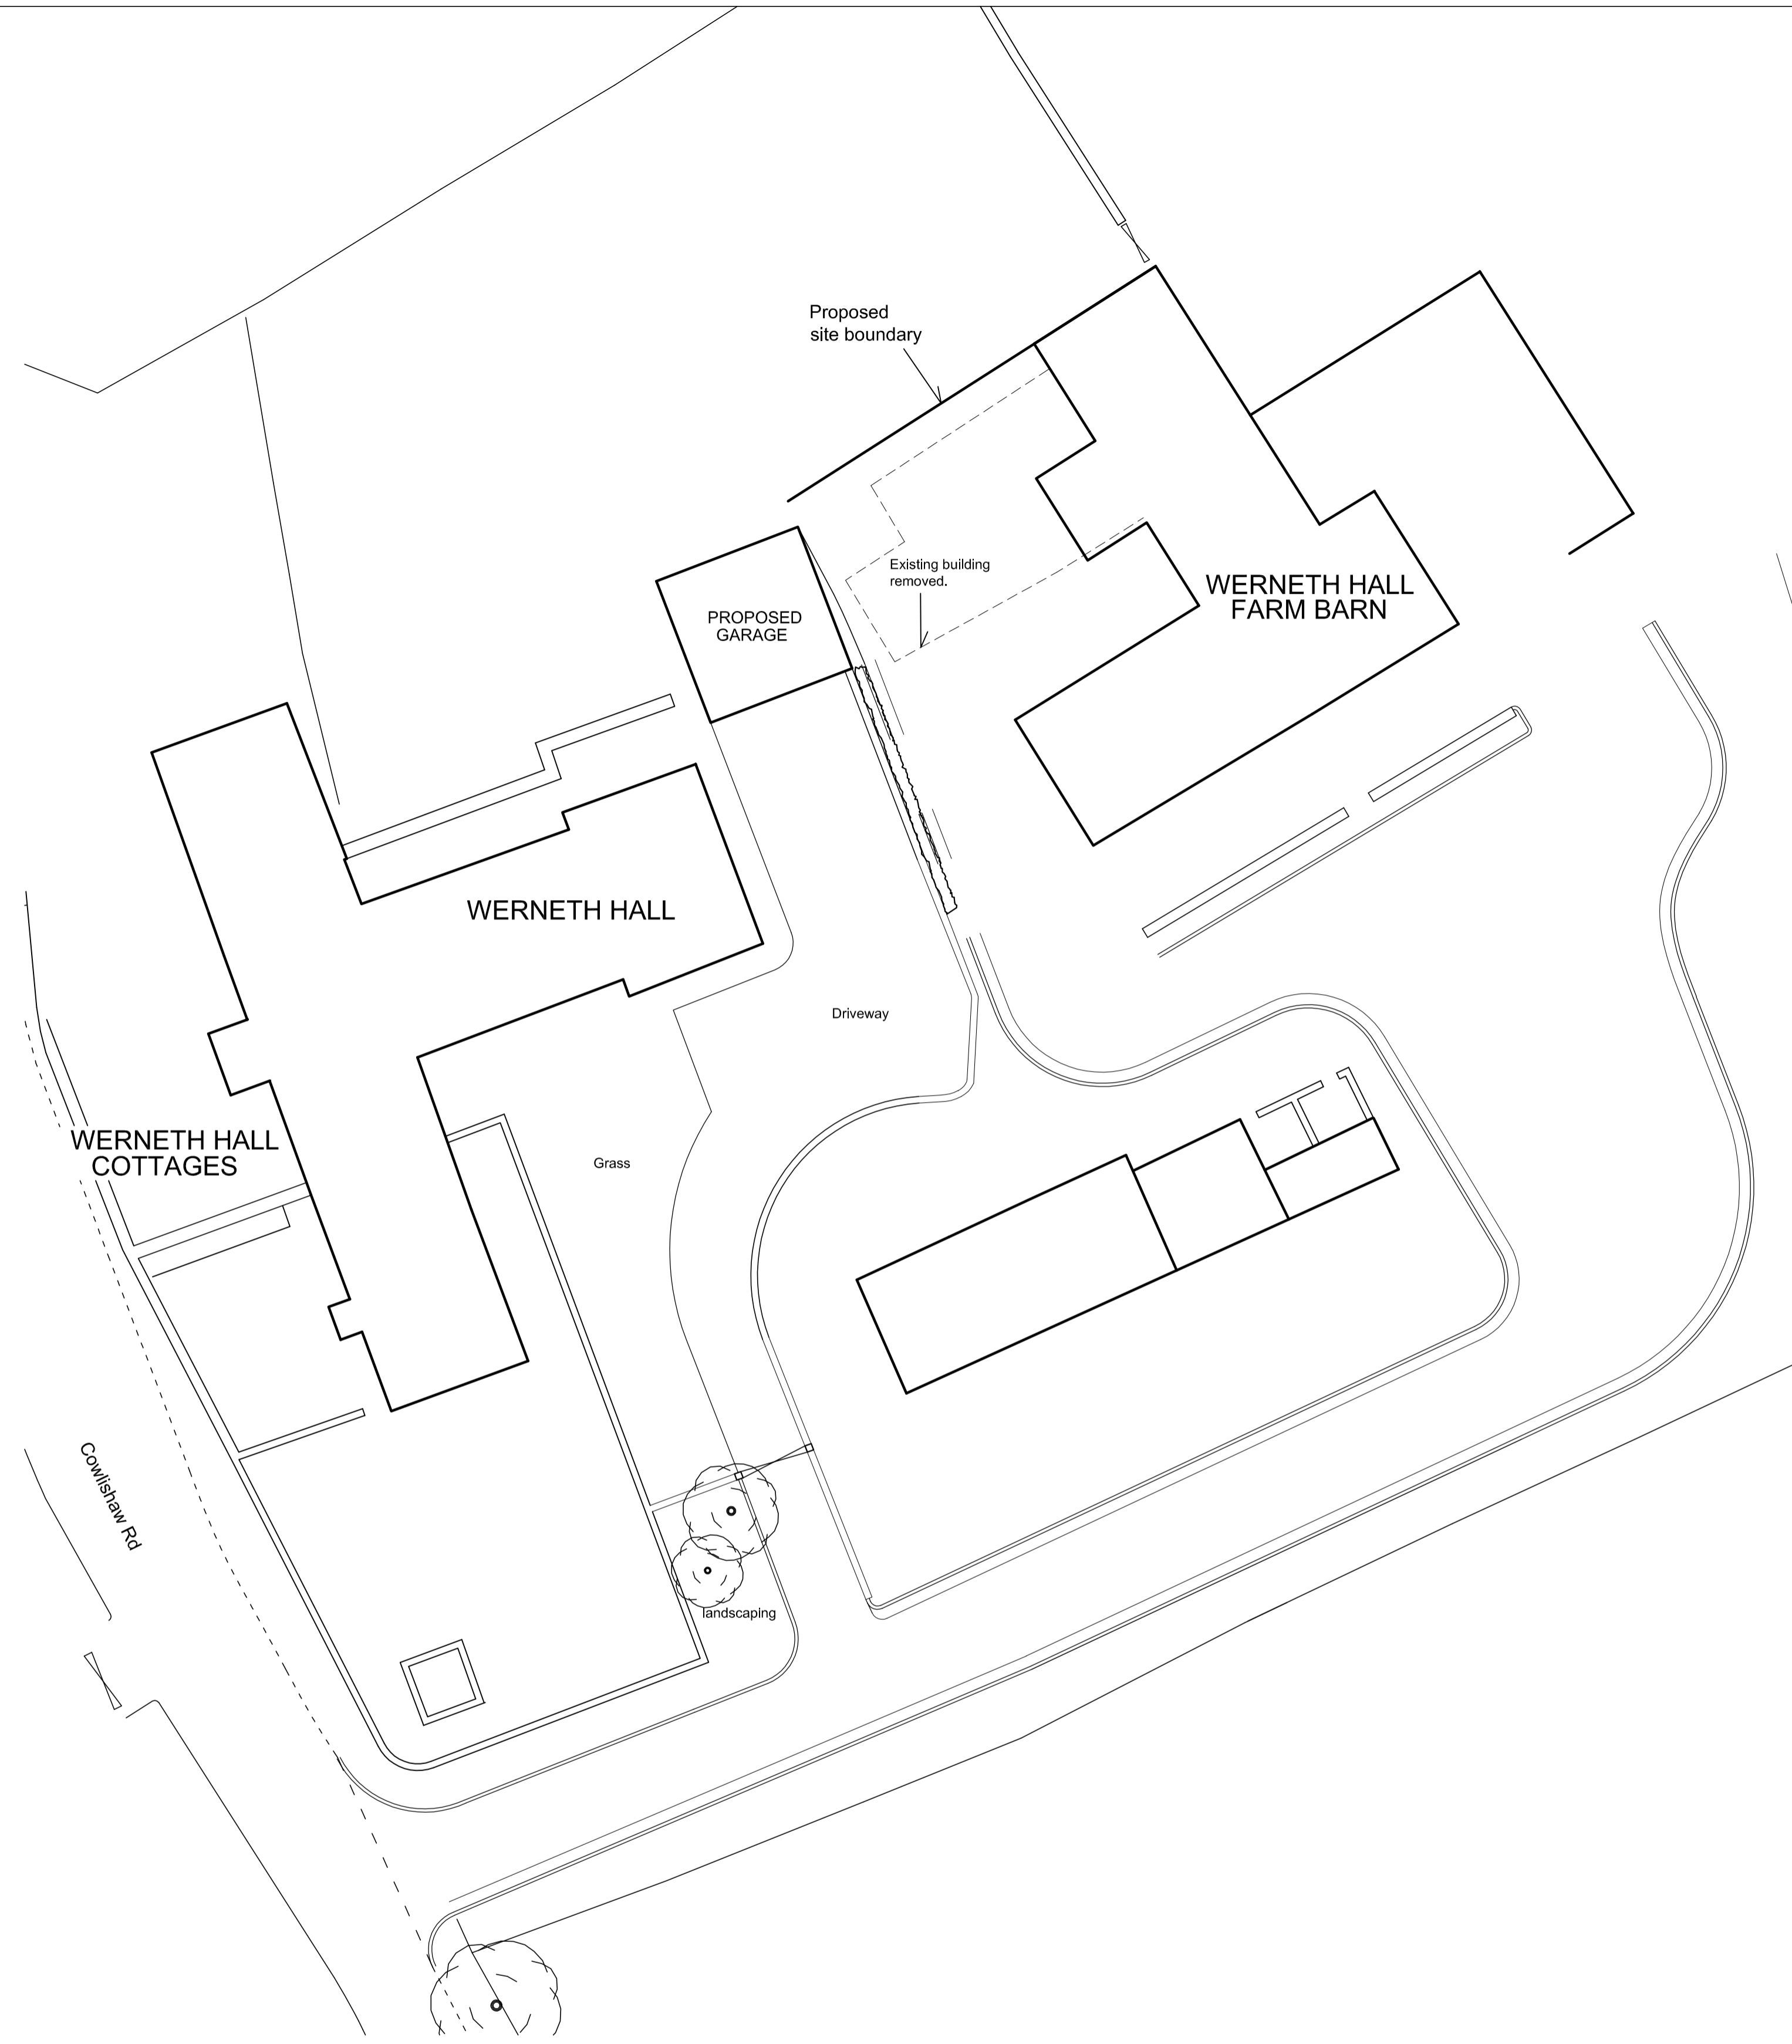 Proposed
site boundary
Existing building
removed.
WERNETH HALL
FARM BARN
PROPOSED
GARAGE
WERNETH HALL
Driveway
WERNETH HALL
COTTAGES
Grass
Cowlishaw Rd
landscaping